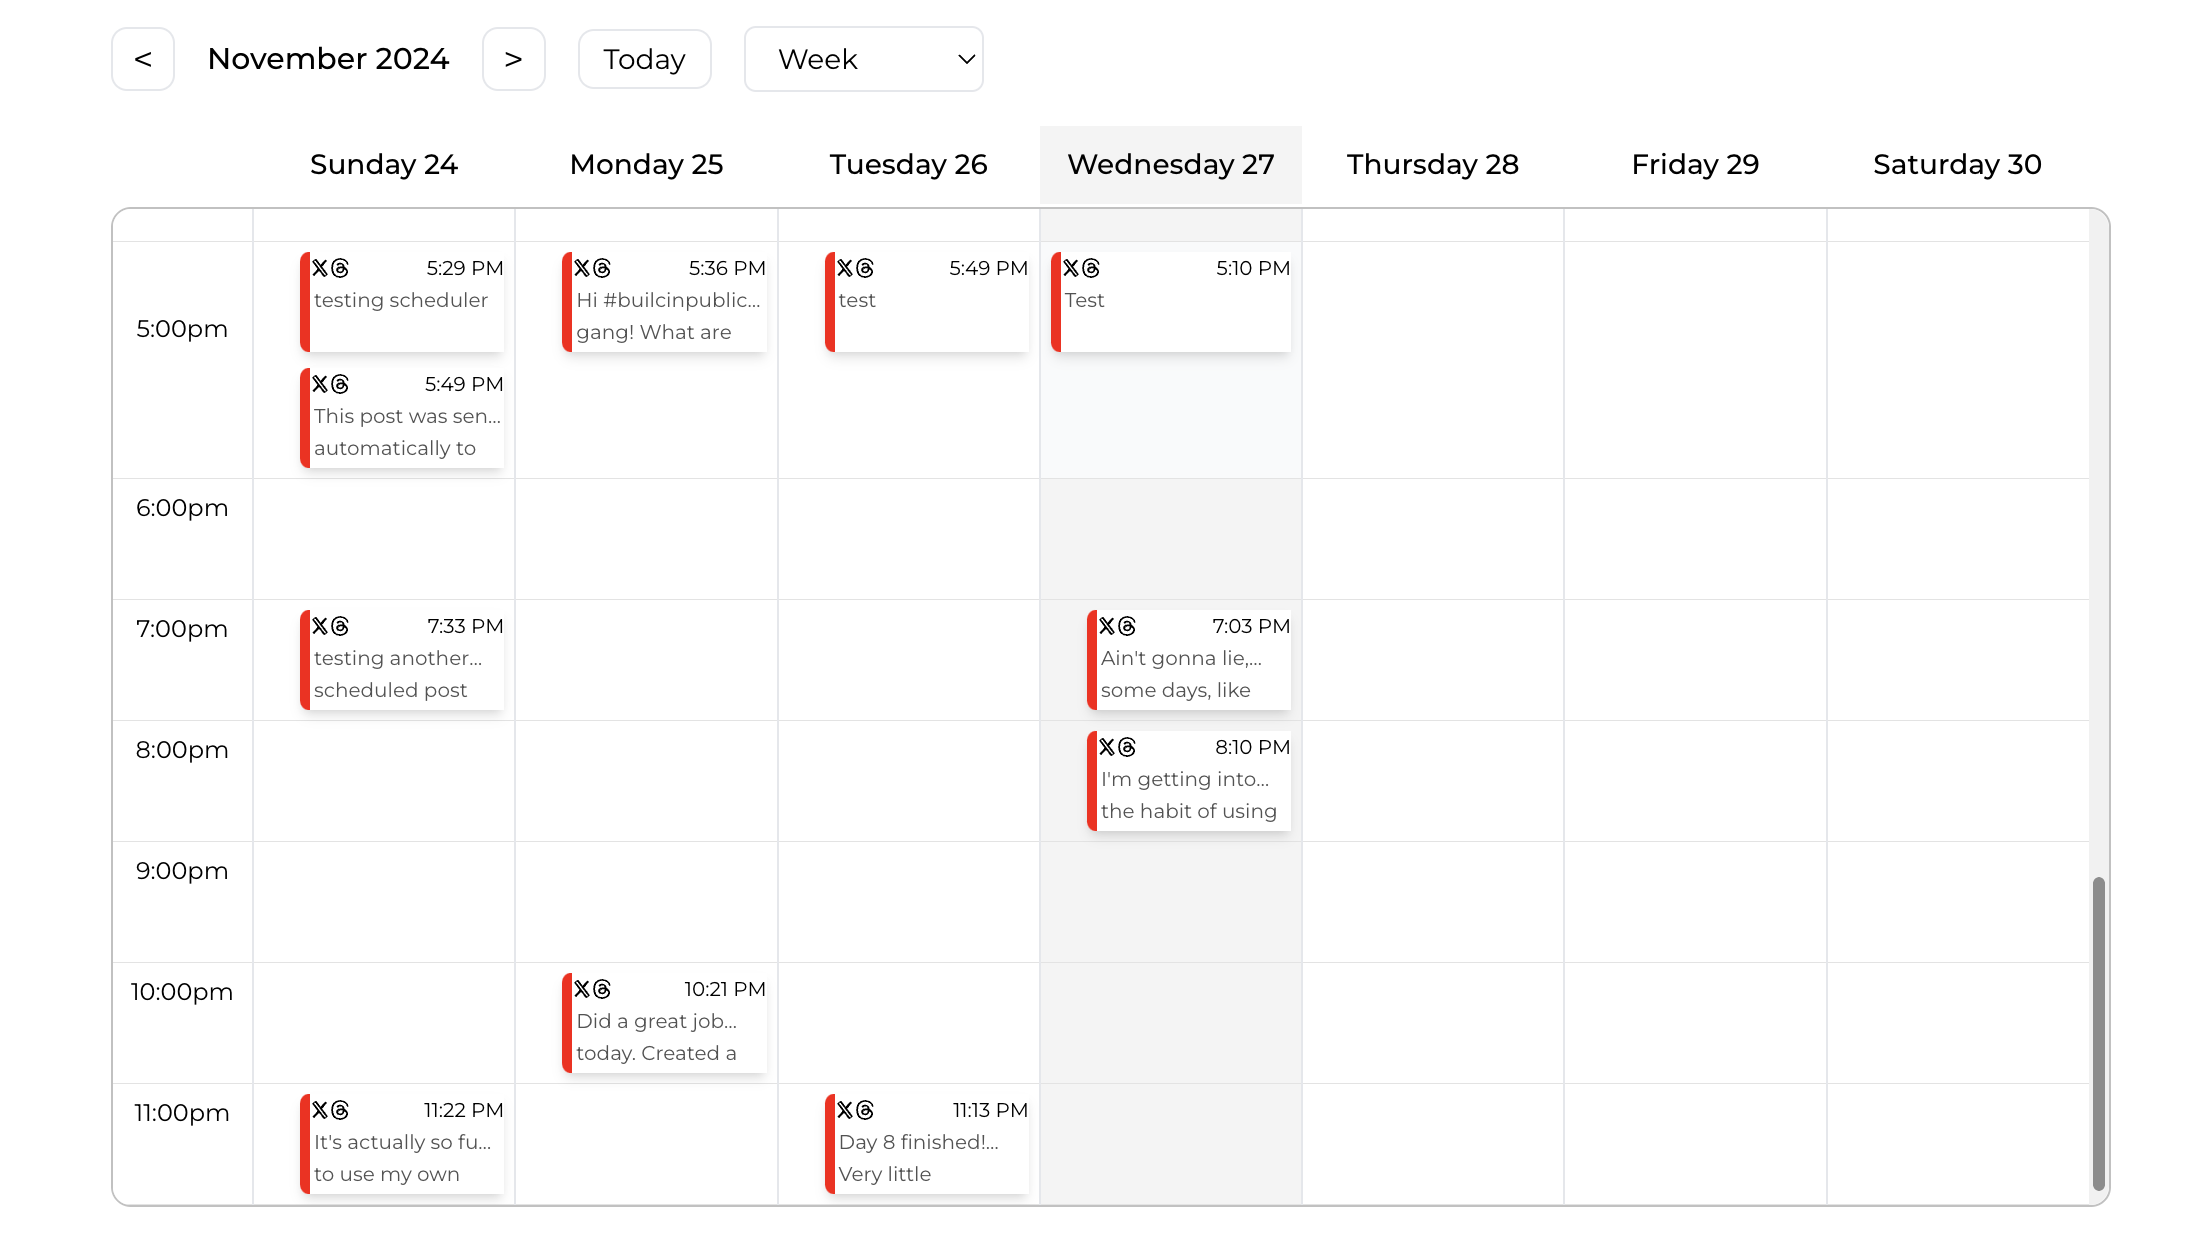 < November 2024 > Today Week
Sunday 24 Monday 25 Tuesday 26 Wednesday 27 Thursday 28 Friday 29 Saturday 30
5:00pm
5:29 PM
testing scheduler
5:49 PM
This post was sen...
automatically to
5:36 PM
Hi #builcinpublic...
gang! What are
5:49 PM
test
5:10 PM
Test
6:00pm
7:00pm
7:33 PM
testing another...
scheduled post
7:03 PM
Ain't gonna lie,...
some days, like
8:00pm
8:10 PM
I'm getting into...
the habit of using
9:00pm
10:00pm
10:21 PM
Did a great job...
today. Created a
11:00pm
11:22 PM
It's actually so fu...
to use my own
11:13 PM
Day 8 finished!...
Very little